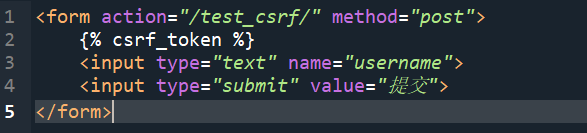 1 <form action="/test_csrf/" method="post">
2     {% csrf_token %}
3     <input type="text" name="username">
4     <input type="submit" value="提交">
5 </form>